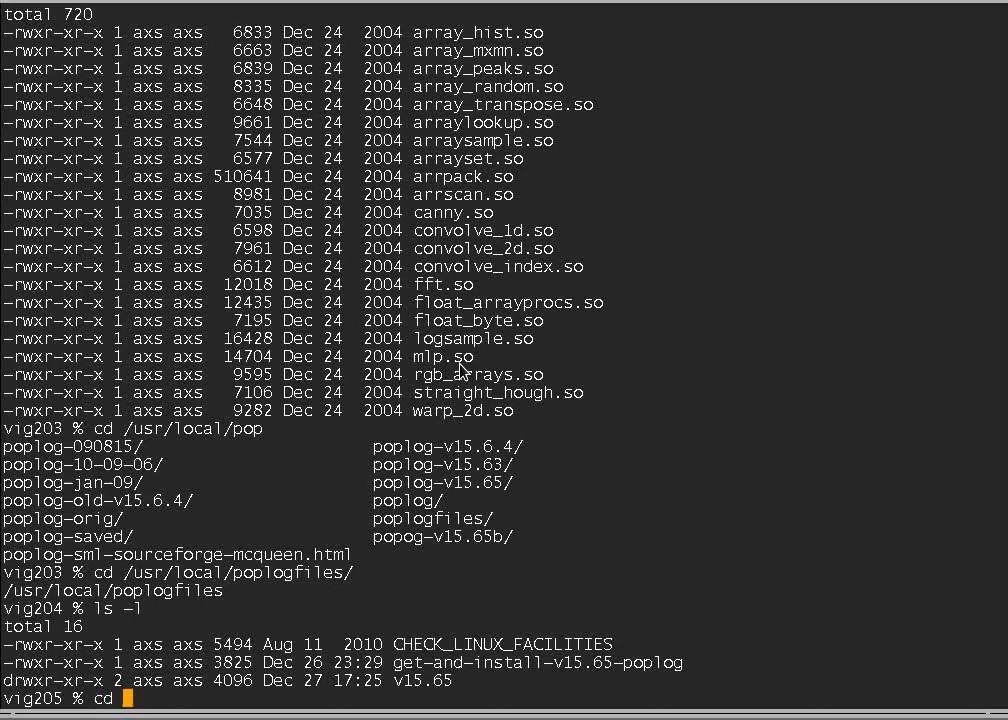 total 720
-rwxr-xr-x 1 axs axs   6833 Dec 24  2004 array_hist.so
-rwxr-xr-x 1 axs axs   6663 Dec 24  2004 array_mxmn.so
-rwxr-xr-x 1 axs axs   6839 Dec 24  2004 array_peaks.so
-rwxr-xr-x 1 axs axs   8335 Dec 24  2004 array_random.so
-rwxr-xr-x 1 axs axs   6648 Dec 24  2004 array_transpose.so
-rwxr-xr-x 1 axs axs   9661 Dec 24  2004 arraylookup.so
-rwxr-xr-x 1 axs axs   7544 Dec 24  2004 arraysample.so
-rwxr-xr-x 1 axs axs   6577 Dec 24  2004 arrayset.so
-rwxr-xr-x 1 axs axs 510641 Dec 24  2004 arrpack.so
-rwxr-xr-x 1 axs axs   8981 Dec 24  2004 arrscan.so
-rwxr-xr-x 1 axs axs   7035 Dec 24  2004 canny.so
-rwxr-xr-x 1 axs axs   6598 Dec 24  2004 convolve_1d.so
-rwxr-xr-x 1 axs axs   7961 Dec 24  2004 convolve_2d.so
-rwxr-xr-x 1 axs axs   6612 Dec 24  2004 convolve_index.so
-rwxr-xr-x 1 axs axs  12018 Dec 24  2004 fft.so
-rwxr-xr-x 1 axs axs  12435 Dec 24  2004 float_arrayprocs.so
-rwxr-xr-x 1 axs axs   7195 Dec 24  2004 float_byte.so
-rwxr-xr-x 1 axs axs  16428 Dec 24  2004 logsample.so
-rwxr-xr-x 1 axs axs  14704 Dec 24  2004 mlp.so
-rwxr-xr-x 1 axs axs   9595 Dec 24  2004 rgb_arrays.so
-rwxr-xr-x 1 axs axs   7106 Dec 24  2004 straight_hough.so
-rwxr-xr-x 1 axs axs   9282 Dec 24  2004 warp_2d.so
vig203 % cd /usr/local/pop
poplog-090815/                       poplog-v15.6.4/
poplog-10-09-06/                     poplog-v15.63/
poplog-jan-09/                       poplog-v15.65/
poplog-old-v15.6.4/                  poplog/
poplog-orig/                         poplogfiles/
poplog-saved/                        popog-v15.65b/
poplog-sml-sourceforge-mcqueen.html
vig203 % cd /usr/local/poplogfiles/
/usr/local/poplogfiles
vig204 % ls -l
total 16
-rwxr-xr-x 1 axs axs 5494 Aug 11  2010 CHECK_LINUX_FACILITIES
-rwxr-xr-x 1 axs axs 3825 Dec 26 23:29 get-and-install-v15.65-poplog
drwxr-xr-x 2 axs axs 4096 Dec 27 17:25 v15.65
vig205 % cd